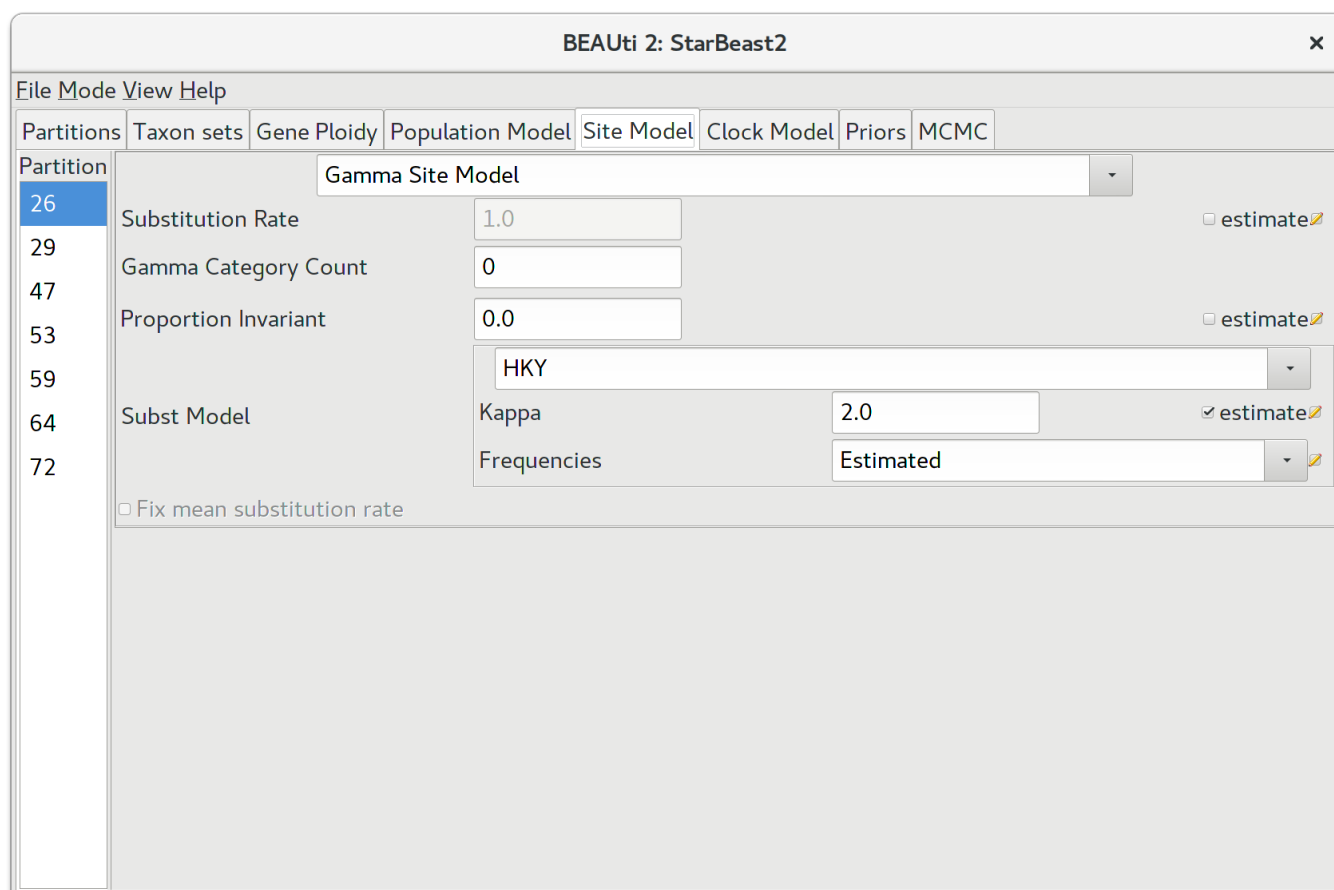 BEAUti 2: StarBeast2
File Mode View Help
Partitions Taxon sets Gene Ploidy Population Model Site Model Clock Model Priors MCMC
Partition
26
29
47
53
59
64
72
Gamma Site Model
Substitution Rate 1.0 estimate
Gamma Category Count 0
Proportion Invariant 0.0 estimate
HKY
Subst Model Kappa 2.0 estimate
Frequencies Estimated
Fix mean substitution rate